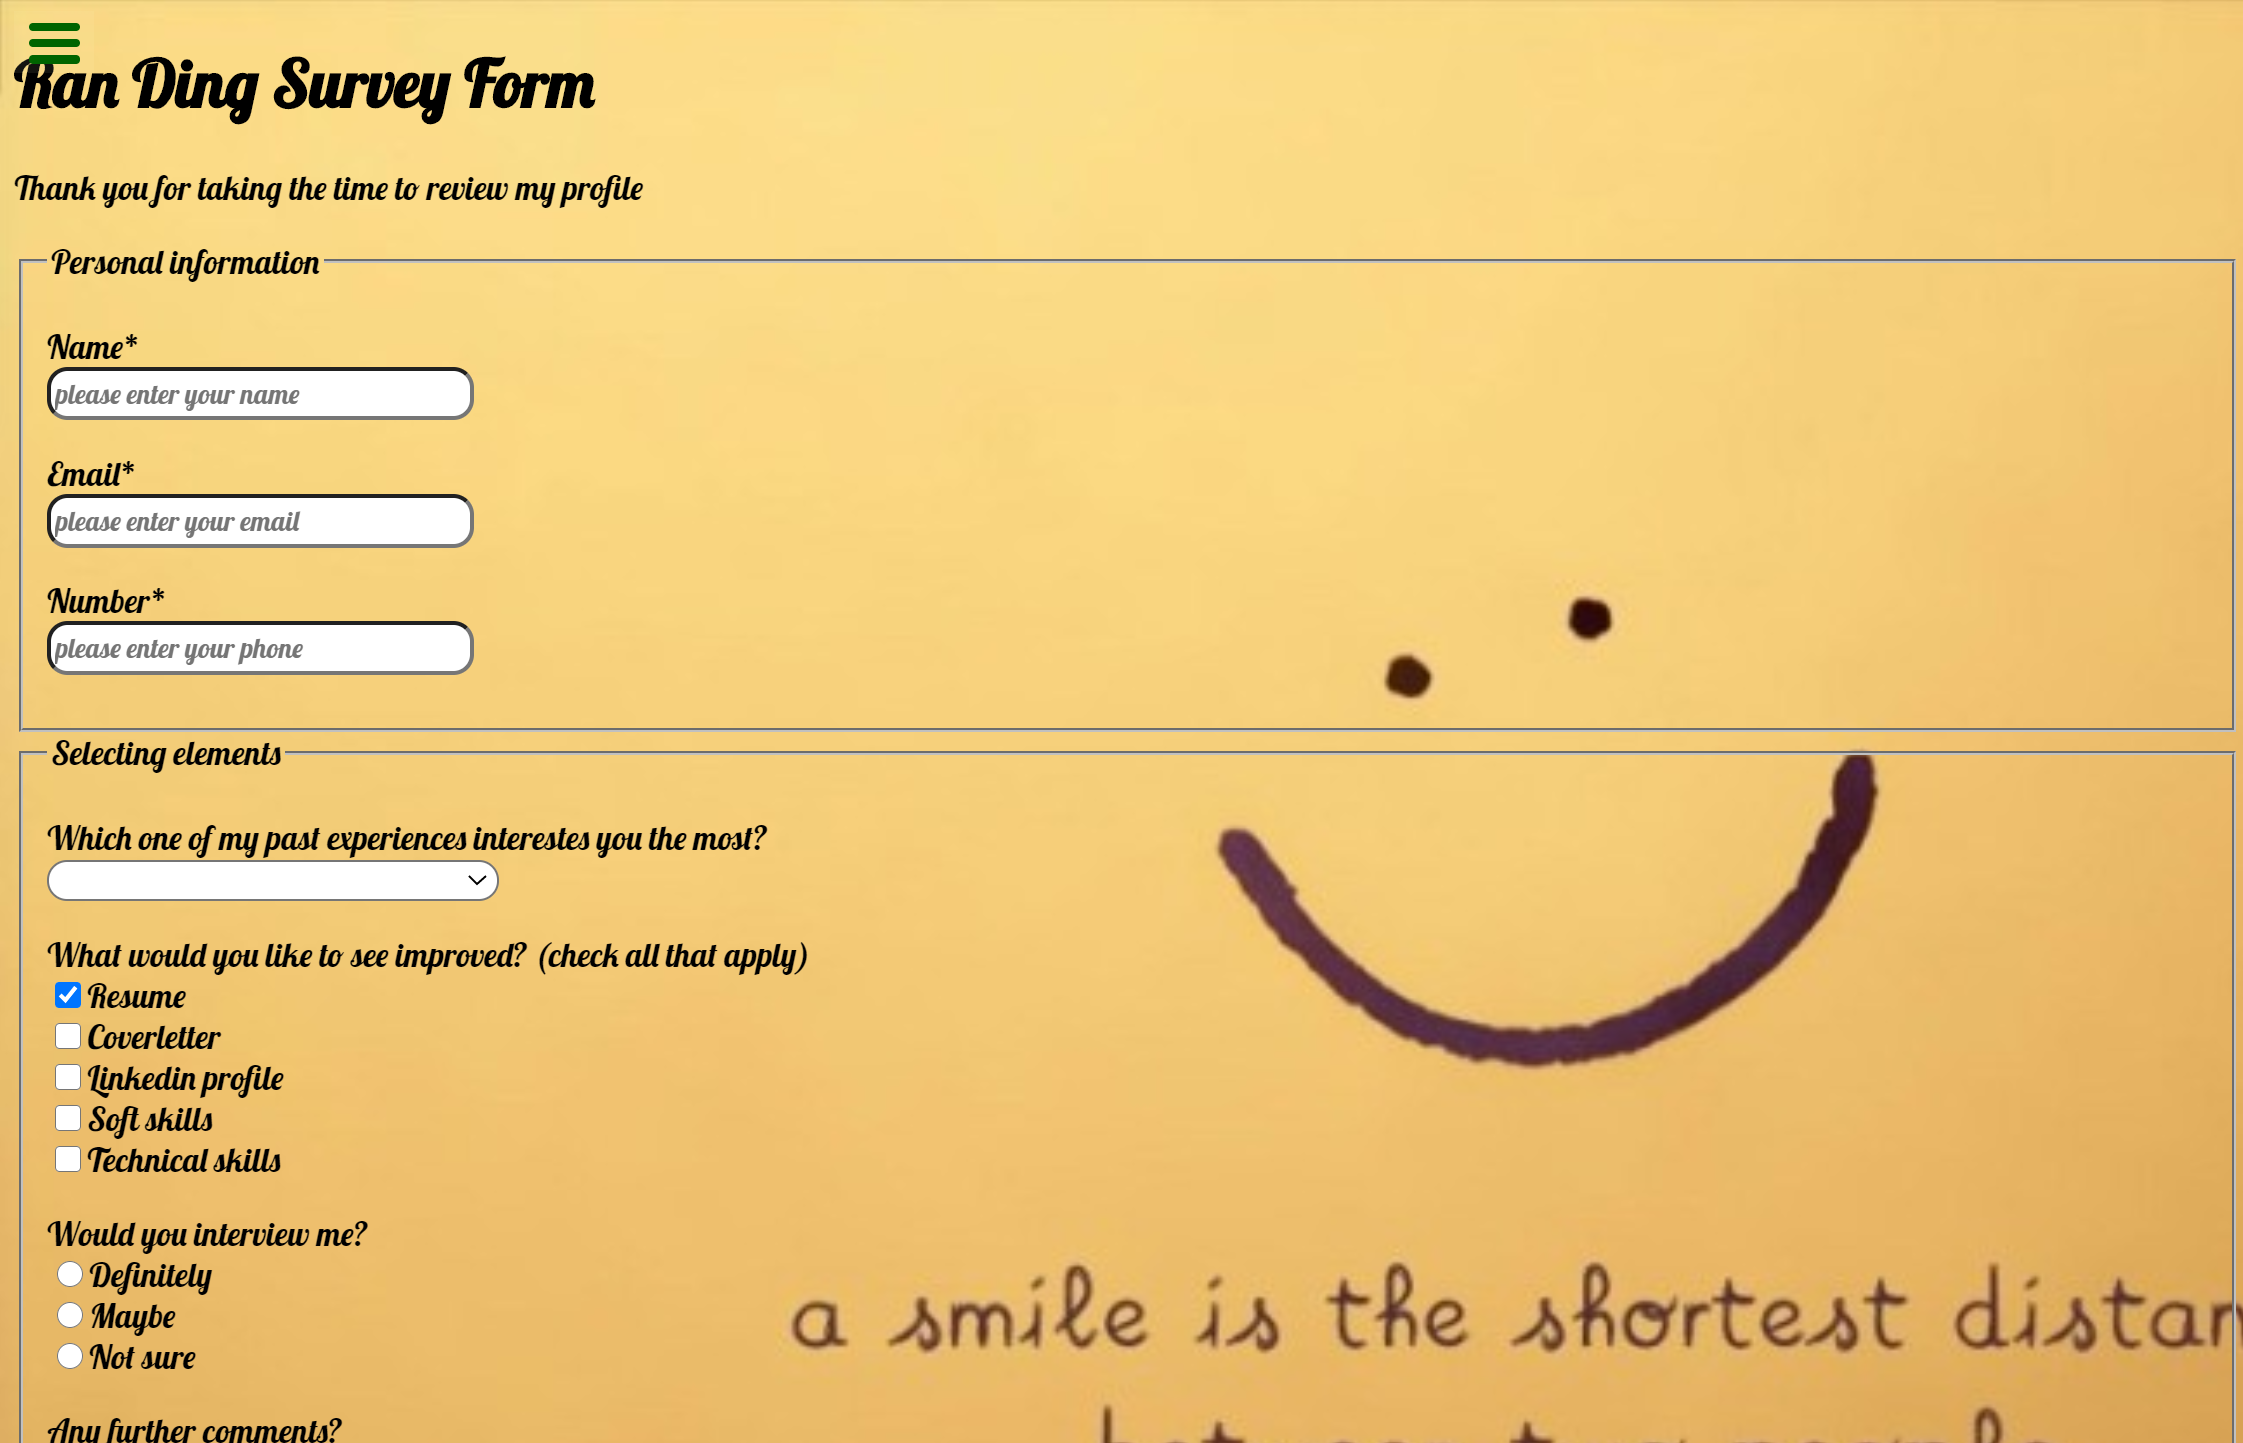 Ran Ding Survey Form
Thank you for taking the time to review my profile
Personal information
Name*
please enter your name
Email*
please enter your email
Number*
please enter your phone
Selecting elements
Which one of my past experiences interestes you the most?
What would you like to see improved? (check all that apply)
Resume
Coverletter
Linkedin profile
Soft skills
Technical skills
Would you interview me?
Definitely
Maybe
Not sure
a smile is the shortest distan
Any further comments?